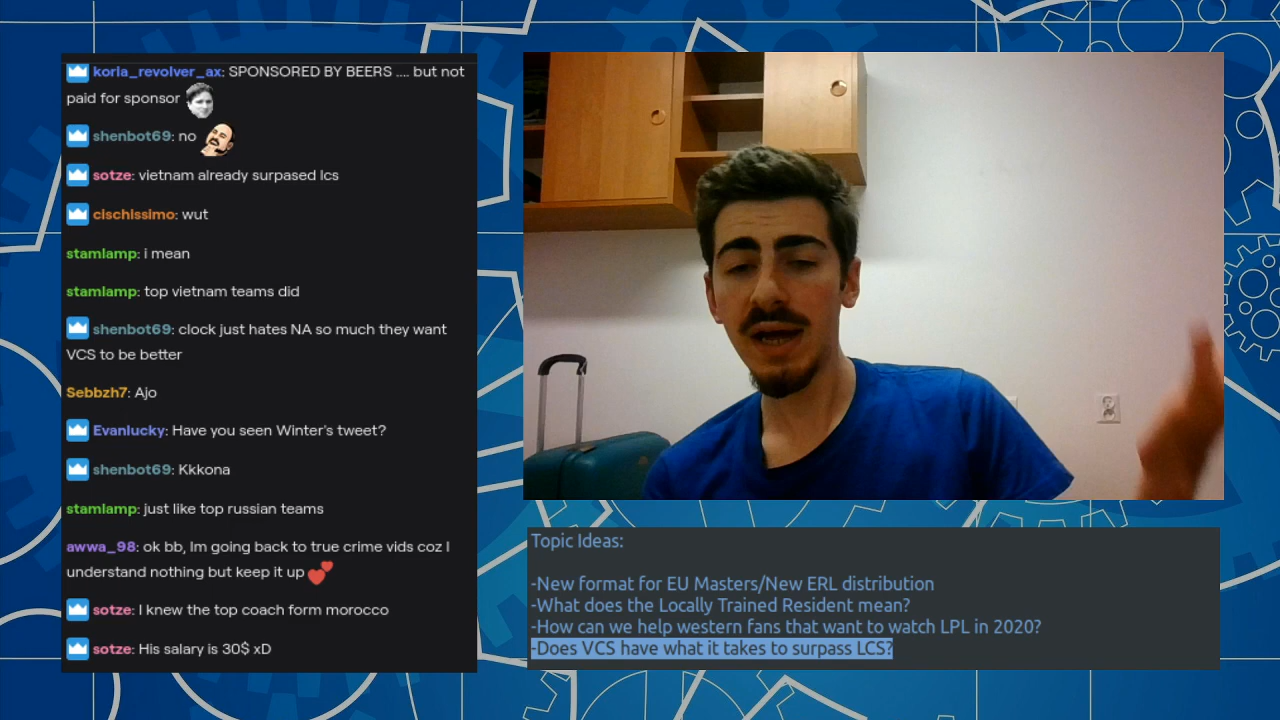 korla_revolver_ax: SPONSORED BY BEERS .... but not
paid for sponsor
shenbot69: no
sotze: vietnam already surpased lcs
cischissimo: wut
stamlamp: i mean
stamlamp: top vietnam teams did
shenbot69: clock just hates NA so much they want
VCS to be better
Sebbzh7: Ajo
Evanlucky: Have you seen Winter's tweet?
shenbot69: Kkkona
stamlamp: just like top russian teams
awwa_98: ok bb, Im going back to true crime vids coz I
understand nothing but keep it up
sotze: I knew the top coach form morocco
sotze: His salary is 30$ xD
Topic Ideas:
-New format for EU Masters/New ERL distribution
-What does the Locally Trained Resident mean?
-How can we help western fans that want to watch LPL in 2020?
-Does VCS have what it takes to surpass LCS?